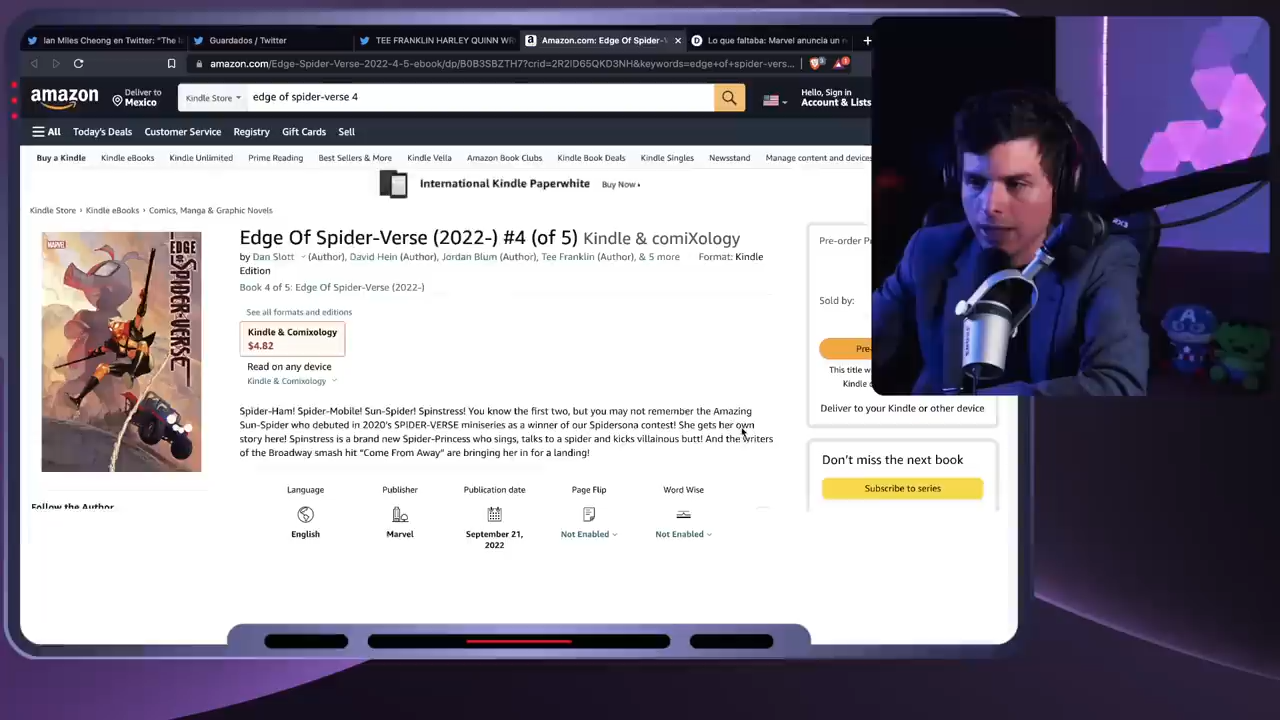 Ian Miles Cheong en Twitter: "The l
Guardados / Twitter
TEE FRANKLIN HARLEY QUINN WR
Amazon.com: Edge Of Spider-V
Lo que faltaba: Marvel anuncia un n
amazon.com/Edge-Spider-Verse-2022-4-5-ebook/dp/B0B3SBZTH7?crid=2R2ID65QKD3NH&keywords=edge+of+spider-vers...
amazon
Deliver to
Mexico
Kindle Store
edge of spider-verse 4
Hello, Sign in
Account & Lists
All Today's Deals Customer Service Registry Gift Cards Sell
Buy a Kindle Kindle eBooks Kindle Unlimited Prime Reading Best Sellers & More Kindle Vella Amazon Book Clubs Kindle Book Deals Kindle Singles Newsstand Manage content and devices
International Kindle Paperwhite Buy Now ›
Kindle Store › Kindle eBooks › Comics, Manga & Graphic Novels
MARVEL
EDGE OF SPIDER-VERSE
Edge Of Spider-Verse (2022-) #4 (of 5) Kindle & comiXology
by Dan Slott (Author), David Hein (Author), Jordan Blum (Author), Tee Franklin (Author), & 5 more Format: Kindle
Edition
Book 4 of 5: Edge Of Spider-Verse (2022-)
See all formats and editions
Kindle & Comixology
$4.82
Read on any device
Kindle & Comixology
Spider-Ham! Spider-Mobile! Sun-Spider! Spinstress! You know the first two, but you may not remember the Amazing
Sun-Spider who debuted in 2020's SPIDER-VERSE miniseries as a winner of our Spidersona contest! She gets her own
story here! Spinstress is a brand new Spider-Princess who sings, talks to a spider and kicks villainous butt! And the writers
of the Broadway smash hit "Come From Away" are bringing her in for a landing!
Follow the Author
Language
English
Publisher
Marvel
Publication date
September 21,
2022
Page Flip
Not Enabled
Word Wise
Not Enabled
Pre-order
Sold by:
Pre-
This title w
Kindle
Deliver to your Kindle or other device
Don't miss the next book
Subscribe to series
RX3